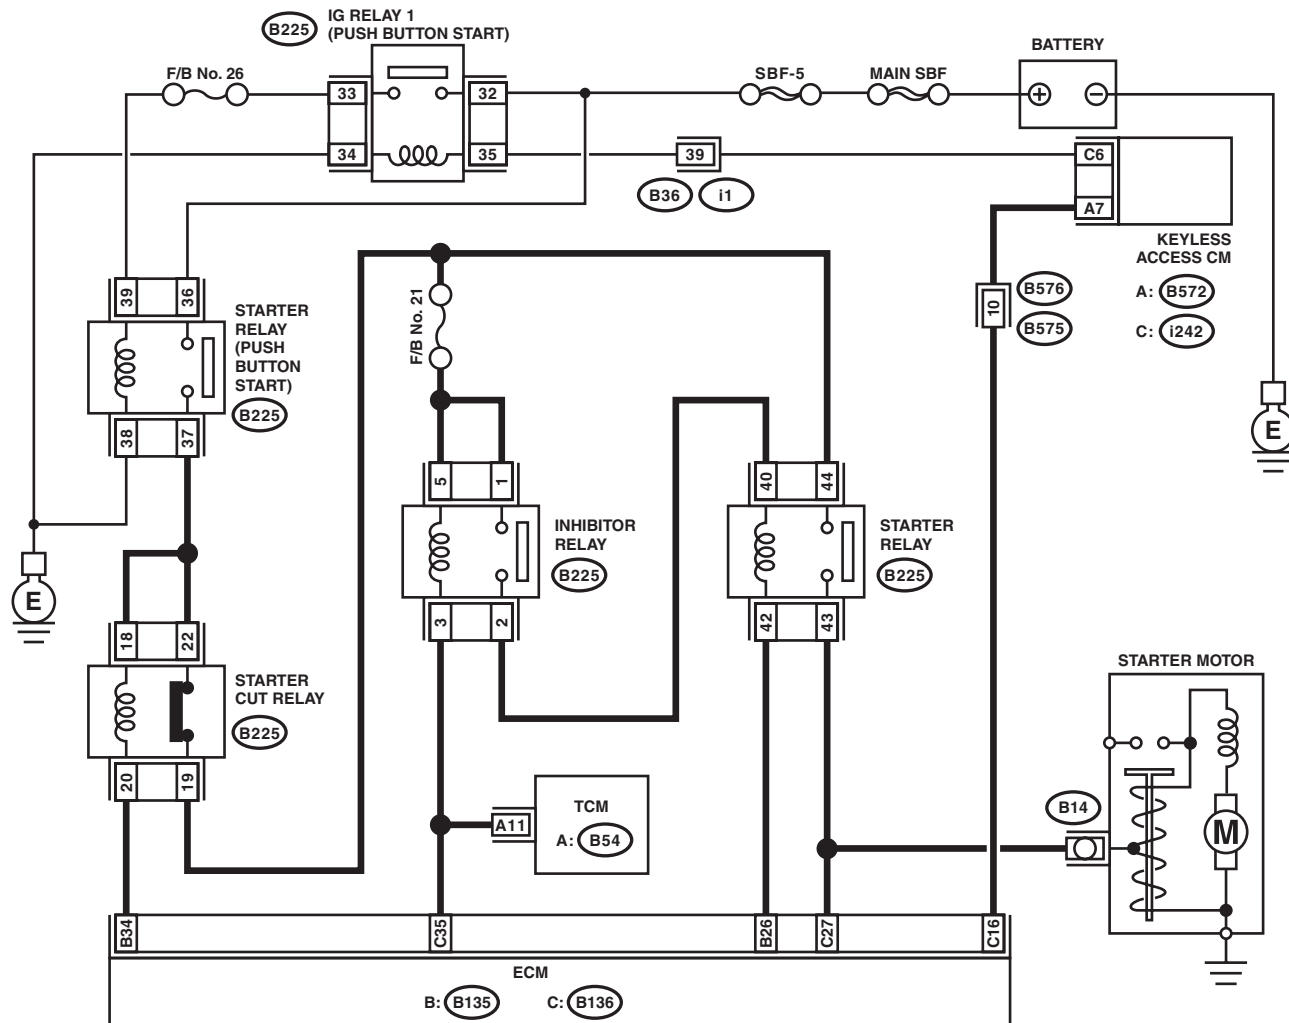 B225
IG RELAY 1
(PUSH BUTTON START)
BATTERY
F/B No. 26
SBF-5
MAIN SBF
33
32
+
−
34
35
39
C6
B36
i1
A7
KEYLESS
ACCESS CM
A: B572
C: i242
B576
B575
10
39
36
STARTER
RELAY
(PUSH
BUTTON
START)
B225
F/B No. 21
38
37
E
5
1
40
44
INHIBITOR
RELAY
B225
STARTER
RELAY
B225
E
3
2
42
43
18
22
STARTER
CUT RELAY
B225
STARTER MOTOR
20
19
TCM
A11
A: B54
B14
M
B34
C35
B26
C27
C16
ECM
B: B135
C: B136